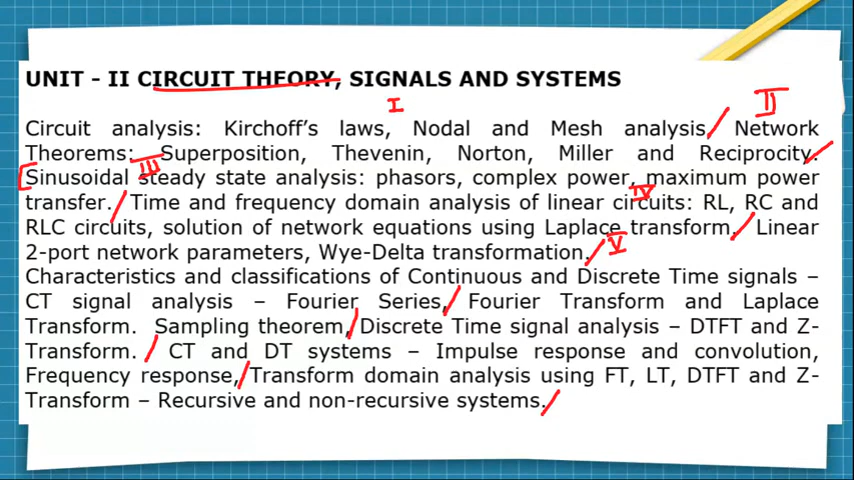 UNIT - II CIRCUIT THEORY, SIGNALS AND SYSTEMS
I
II
Circuit analysis: Kirchoff's laws, Nodal and Mesh analysis, Network
Theorems: Superposition, Thevenin, Norton, Miller and Reciprocity.
III
Sinusoidal steady state analysis: phasors, complex power, maximum power
IV
transfer. Time and frequency domain analysis of linear circuits: RL, RC and
RLC circuits, solution of network equations using Laplace transform. Linear
V
2-port network parameters, Wye-Delta transformation.
Characteristics and classifications of Continuous and Discrete Time signals –
CT signal analysis – Fourier Series, Fourier Transform and Laplace
Transform. Sampling theorem, Discrete Time signal analysis – DTFT and Z-
Transform. CT and DT systems – Impulse response and convolution,
Frequency response, Transform domain analysis using FT, LT, DTFT and Z-
Transform – Recursive and non-recursive systems.